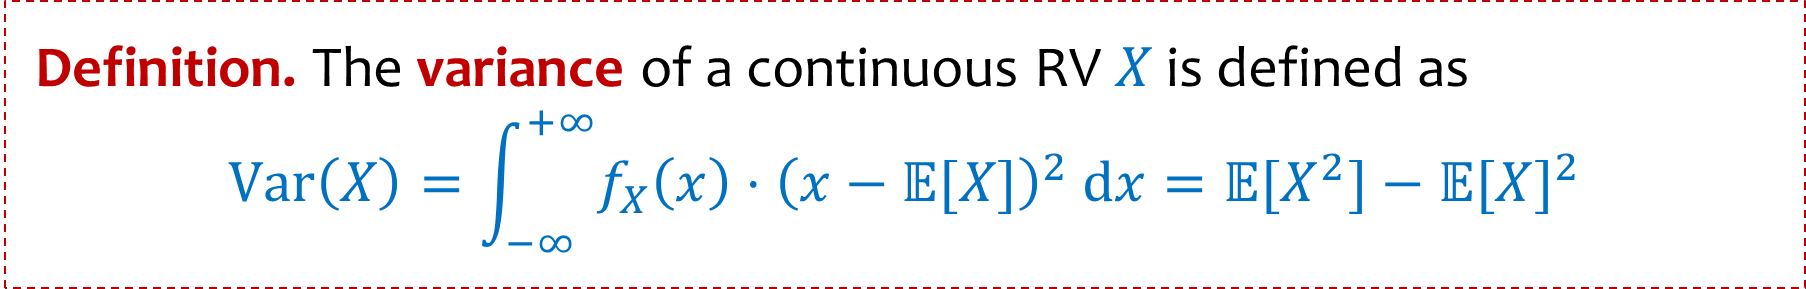 Definition. The variance of a continuous RV X is defined as
Var(X) = ∫_{−∞}^{+∞} f_X(x) · (x − 𝔼[X])² dx = 𝔼[X²] − 𝔼[X]²